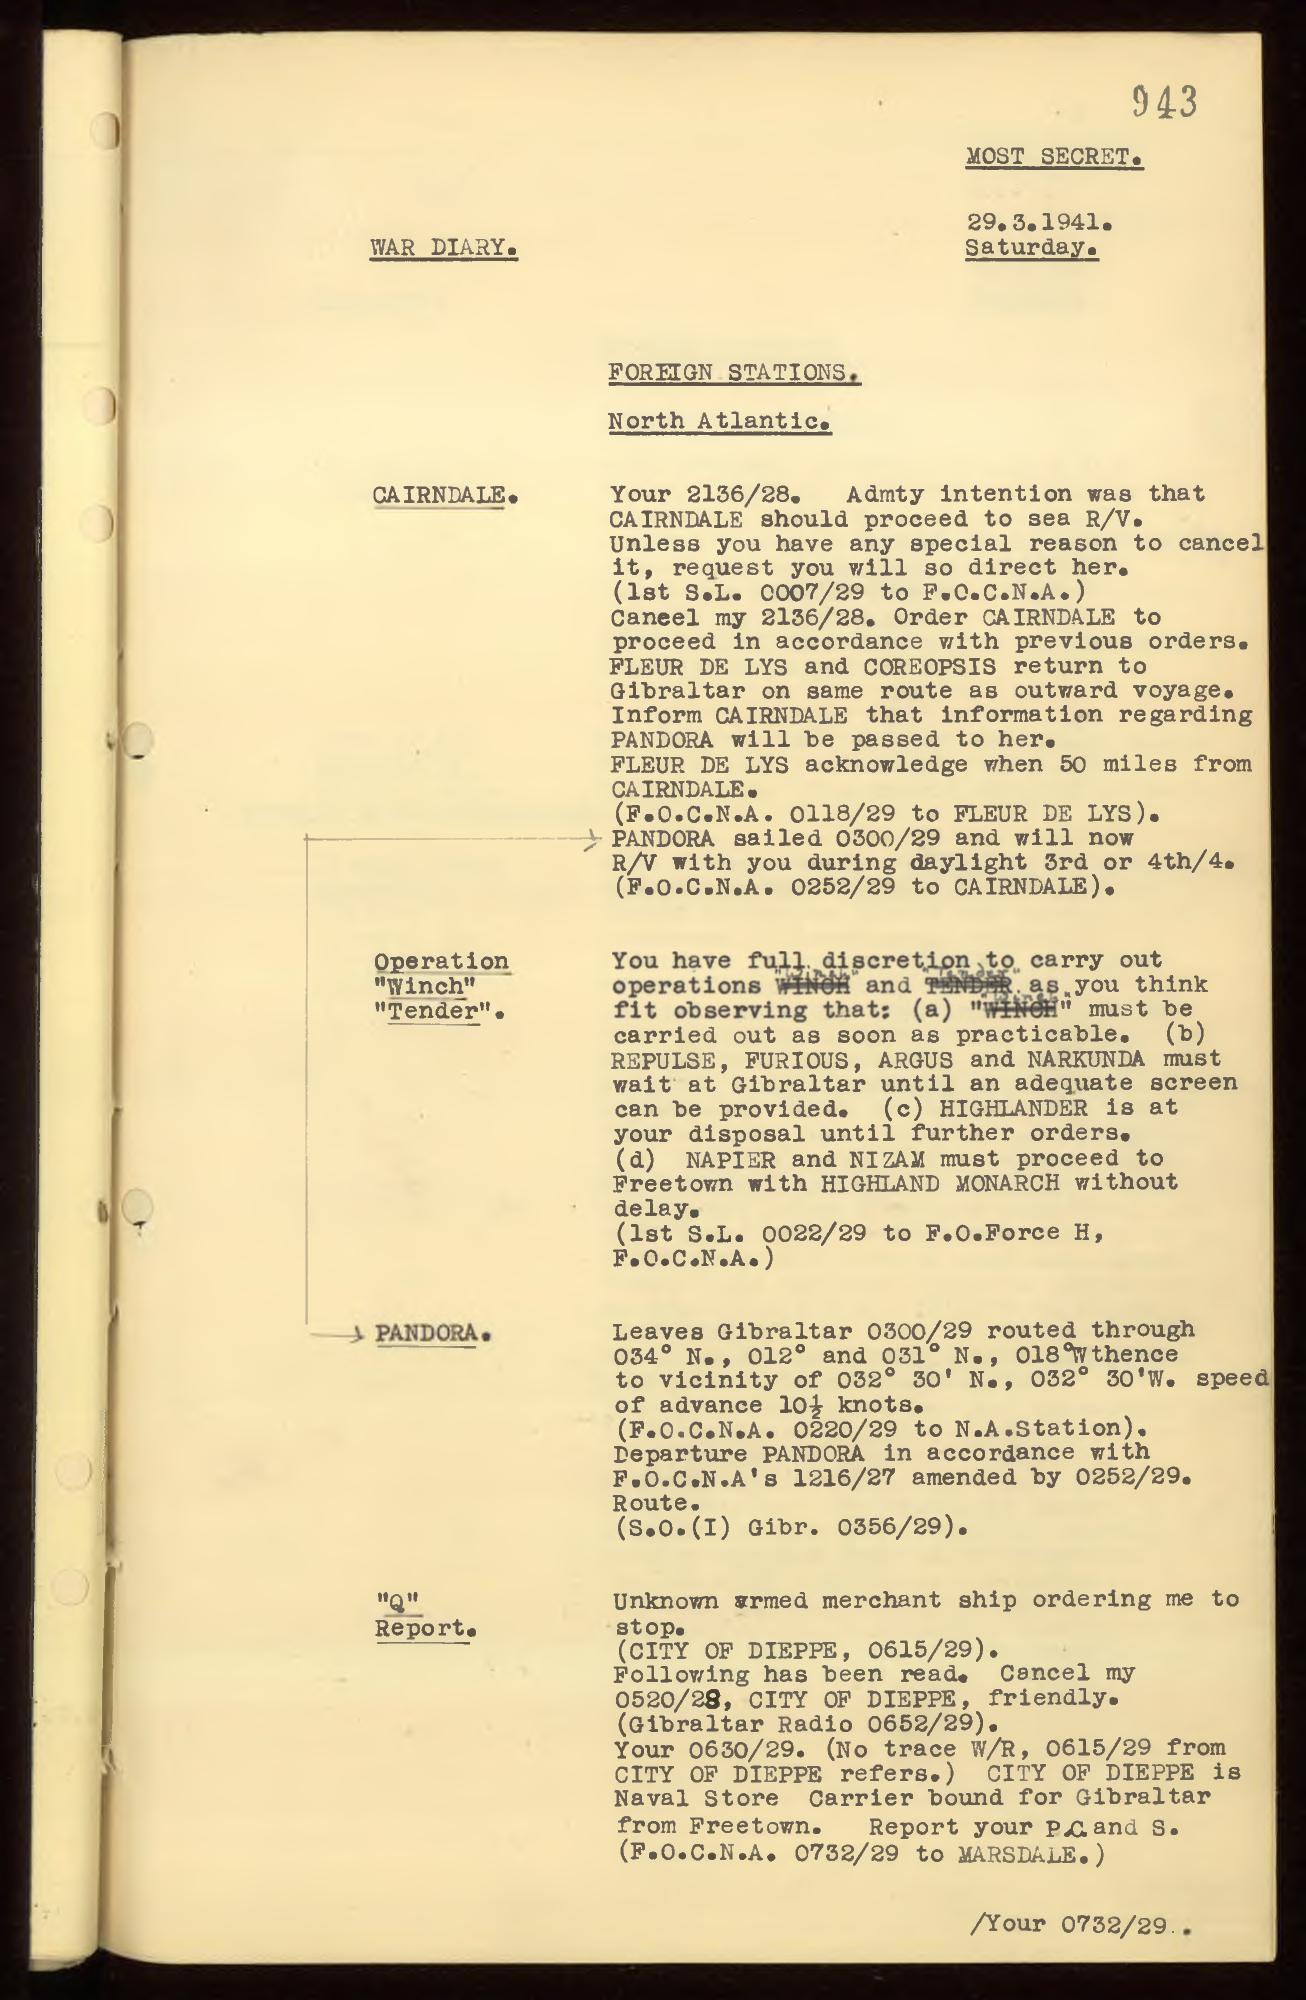 943
MOST SECRET.
29.3.1941.
WAR DIARY.
Saturday.
FOREIGN STATIONS.
North Atlantic.
CAIRNDALE.
Your 2136/28. Admty intention was that
CAIRNDALE should proceed to sea R/V.
Unless you have any special reason to cancel
it, request you will so direct her.
(1st S.L. 0007/29 to F.O.C.N.A.)
Cancel my 2136/28. Order CAIRNDALE to
proceed in accordance with previous orders.
FLEUR DE LYS and COREOPSIS return to
Gibraltar on same route as outward voyage.
Inform CAIRNDALE that information regarding
PANDORA will be passed to her.
FLEUR DE LYS acknowledge when 50 miles from
CAIRNDALE.
(F.O.C.N.A. 0118/29 to FLEUR DE LYS).
PANDORA sailed 0300/29 and will now
R/V with you during daylight 3rd or 4th/4.
(F.O.C.N.A. 0252/29 to CAIRNDALE).
Operation
"Winch"
"Tender".
You have full discretion to carry out
"Winch" "Tender"
operations WINCH and TENDER as you think
"Winch"
fit observing that: (a) "WINCH" must be
carried out as soon as practicable. (b)
REPULSE, FURIOUS, ARGUS and NARKUNDA must
wait at Gibraltar until an adequate screen
can be provided. (c) HIGHLANDER is at
your disposal until further orders.
(d) NAPIER and NIZAM must proceed to
Freetown with HIGHLAND MONARCH without
delay.
(1st S.L. 0022/29 to F.O.Force H,
F.O.C.N.A.)
PANDORA.
Leaves Gibraltar 0300/29 routed through
034° N., 012° and 031° N., 018°W thence
to vicinity of 032° 30' N., 032° 30'W. speed
of advance 10½ knots.
(F.O.C.N.A. 0220/29 to N.A.Station).
Departure PANDORA in accordance with
F.O.C.N.A's 1216/27 amended by 0252/29.
Route.
(S.O.(I) Gibr. 0356/29).
"Q"
Report.
Unknown armed merchant ship ordering me to
stop.
(CITY OF DIEPPE, 0615/29).
Following has been read. Cancel my
0520/28, CITY OF DIEPPE, friendly.
(Gibraltar Radio 0652/29).
Your 0630/29. (No trace W/R, 0615/29 from
CITY OF DIEPPE refers.) CITY OF DIEPPE is
Naval Store Carrier bound for Gibraltar
from Freetown. Report your P.C. and S.
(F.O.C.N.A. 0732/29 to MARSDALE.)
/Your 0732/29..